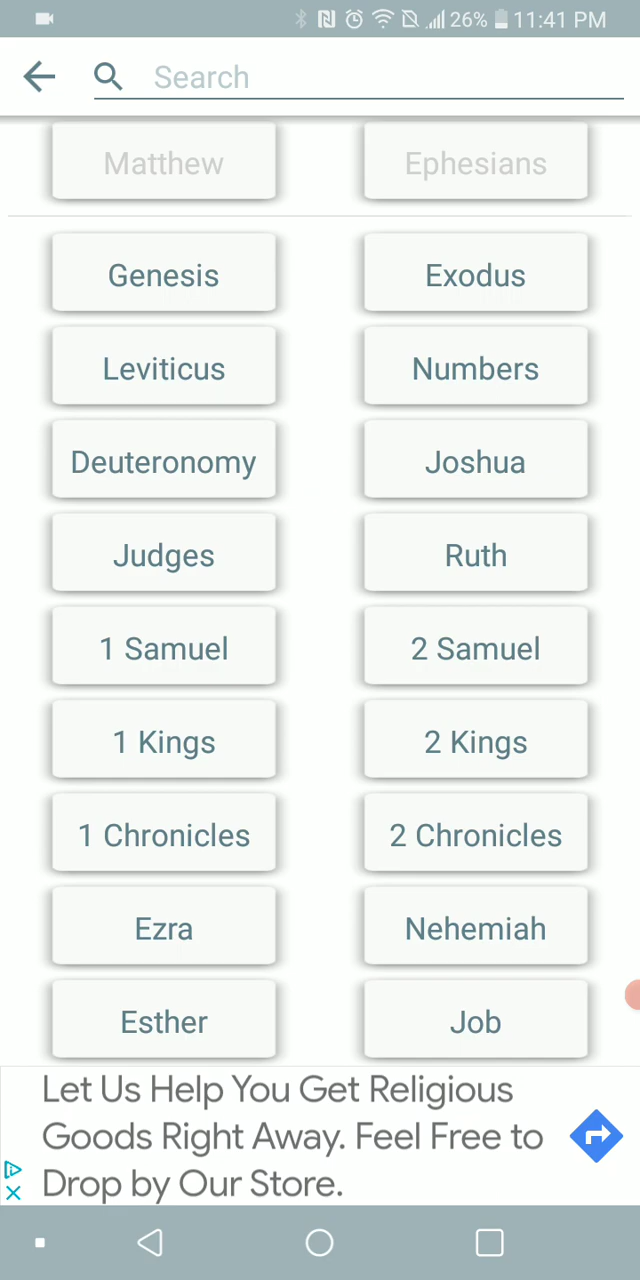 26% 11:41 PM
Search
Matthew Ephesians
Genesis Exodus
Leviticus Numbers
Deuteronomy Joshua
Judges Ruth
1 Samuel 2 Samuel
1 Kings 2 Kings
1 Chronicles 2 Chronicles
Ezra Nehemiah
Esther Job
Let Us Help You Get Religious
Goods Right Away. Feel Free to
Drop by Our Store.